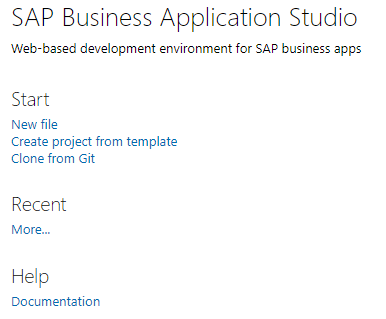 SAP Business Application Studio
Web-based development environment for SAP business apps
Start
New file
Create project from template
Clone from Git
Recent
More...
Help
Documentation